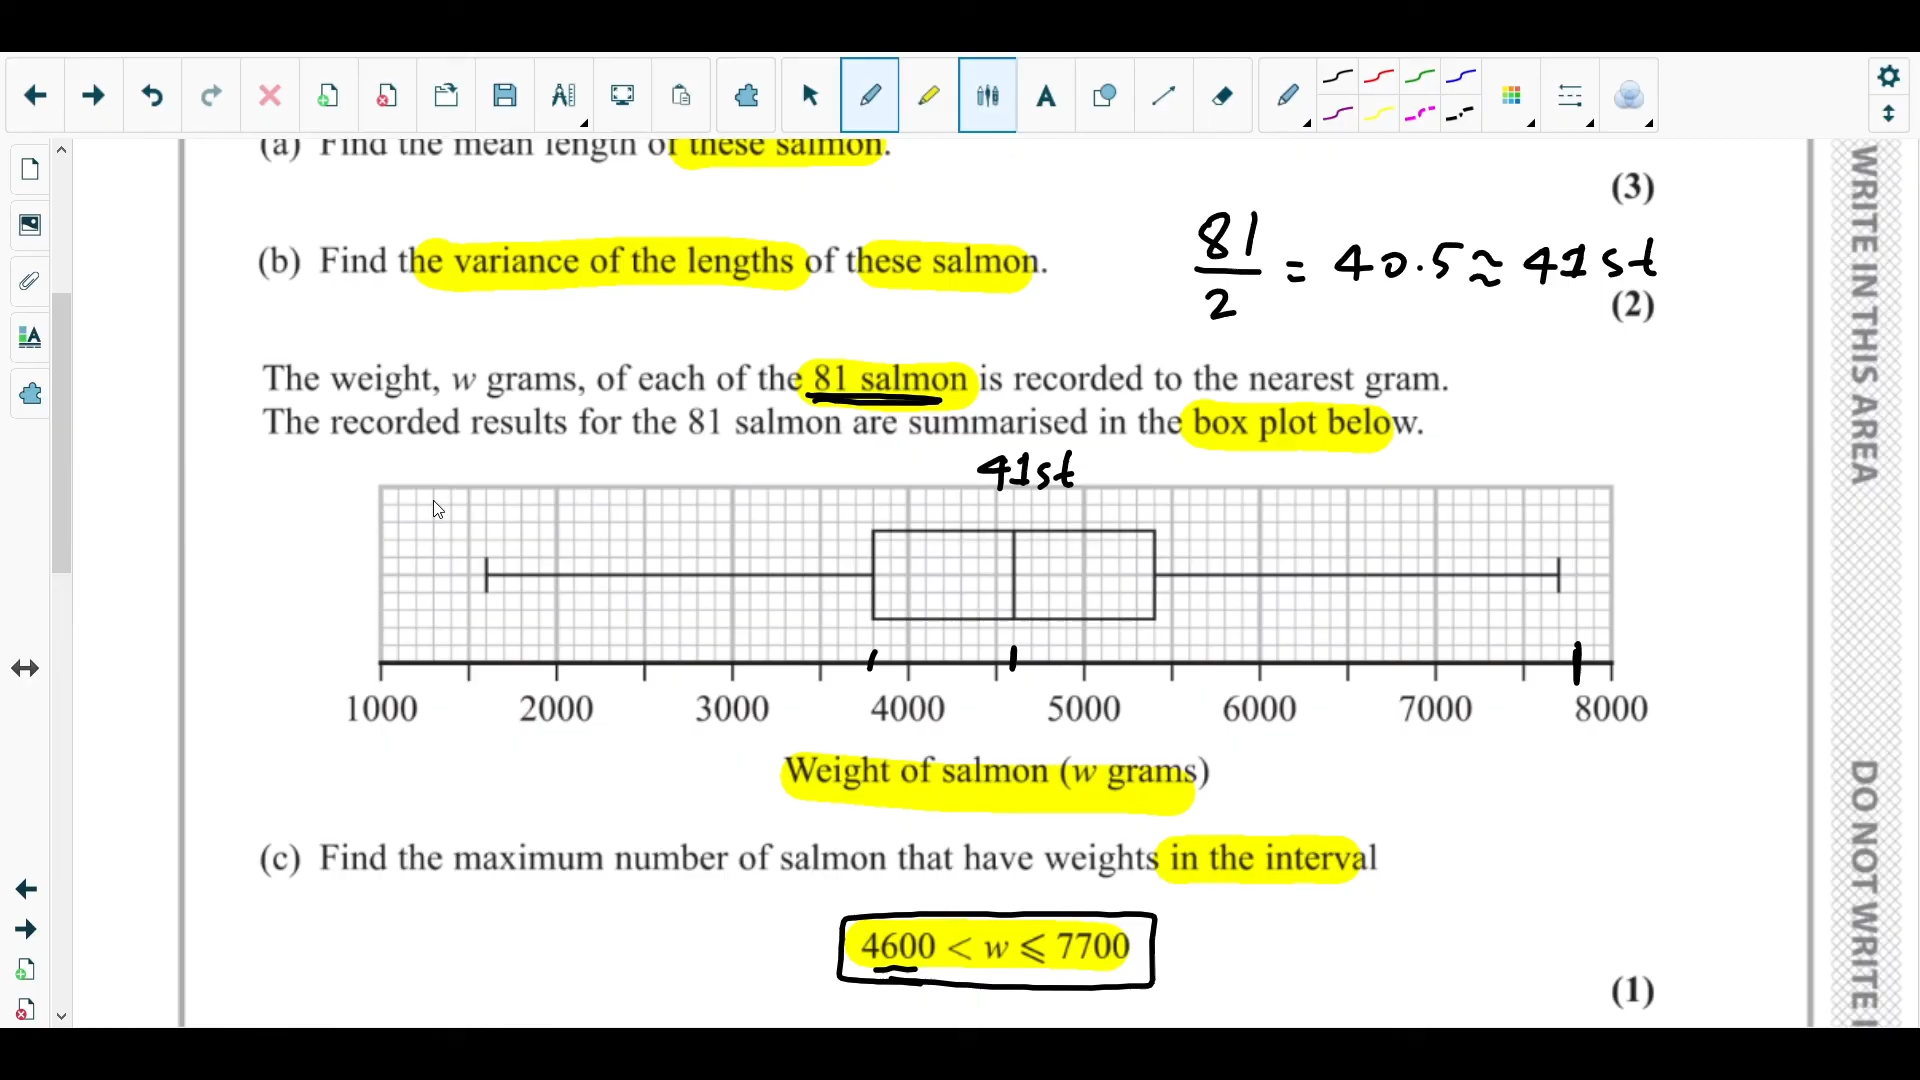 (a) Find the mean length of these salmon.
(3)
(b) Find the variance of the lengths of these salmon.
81/2 = 40.5 ≈ 41st
(2)
The weight, w grams, of each of the 81 salmon is recorded to the nearest gram.
The recorded results for the 81 salmon are summarised in the box plot below.
41st
1000 2000 3000 4000 5000 6000 7000 8000
Weight of salmon (w grams)
(c) Find the maximum number of salmon that have weights in the interval
4600 < w ⩽ 7700
(1)
WRITE IN THIS AREA
DO NOT WRITE I